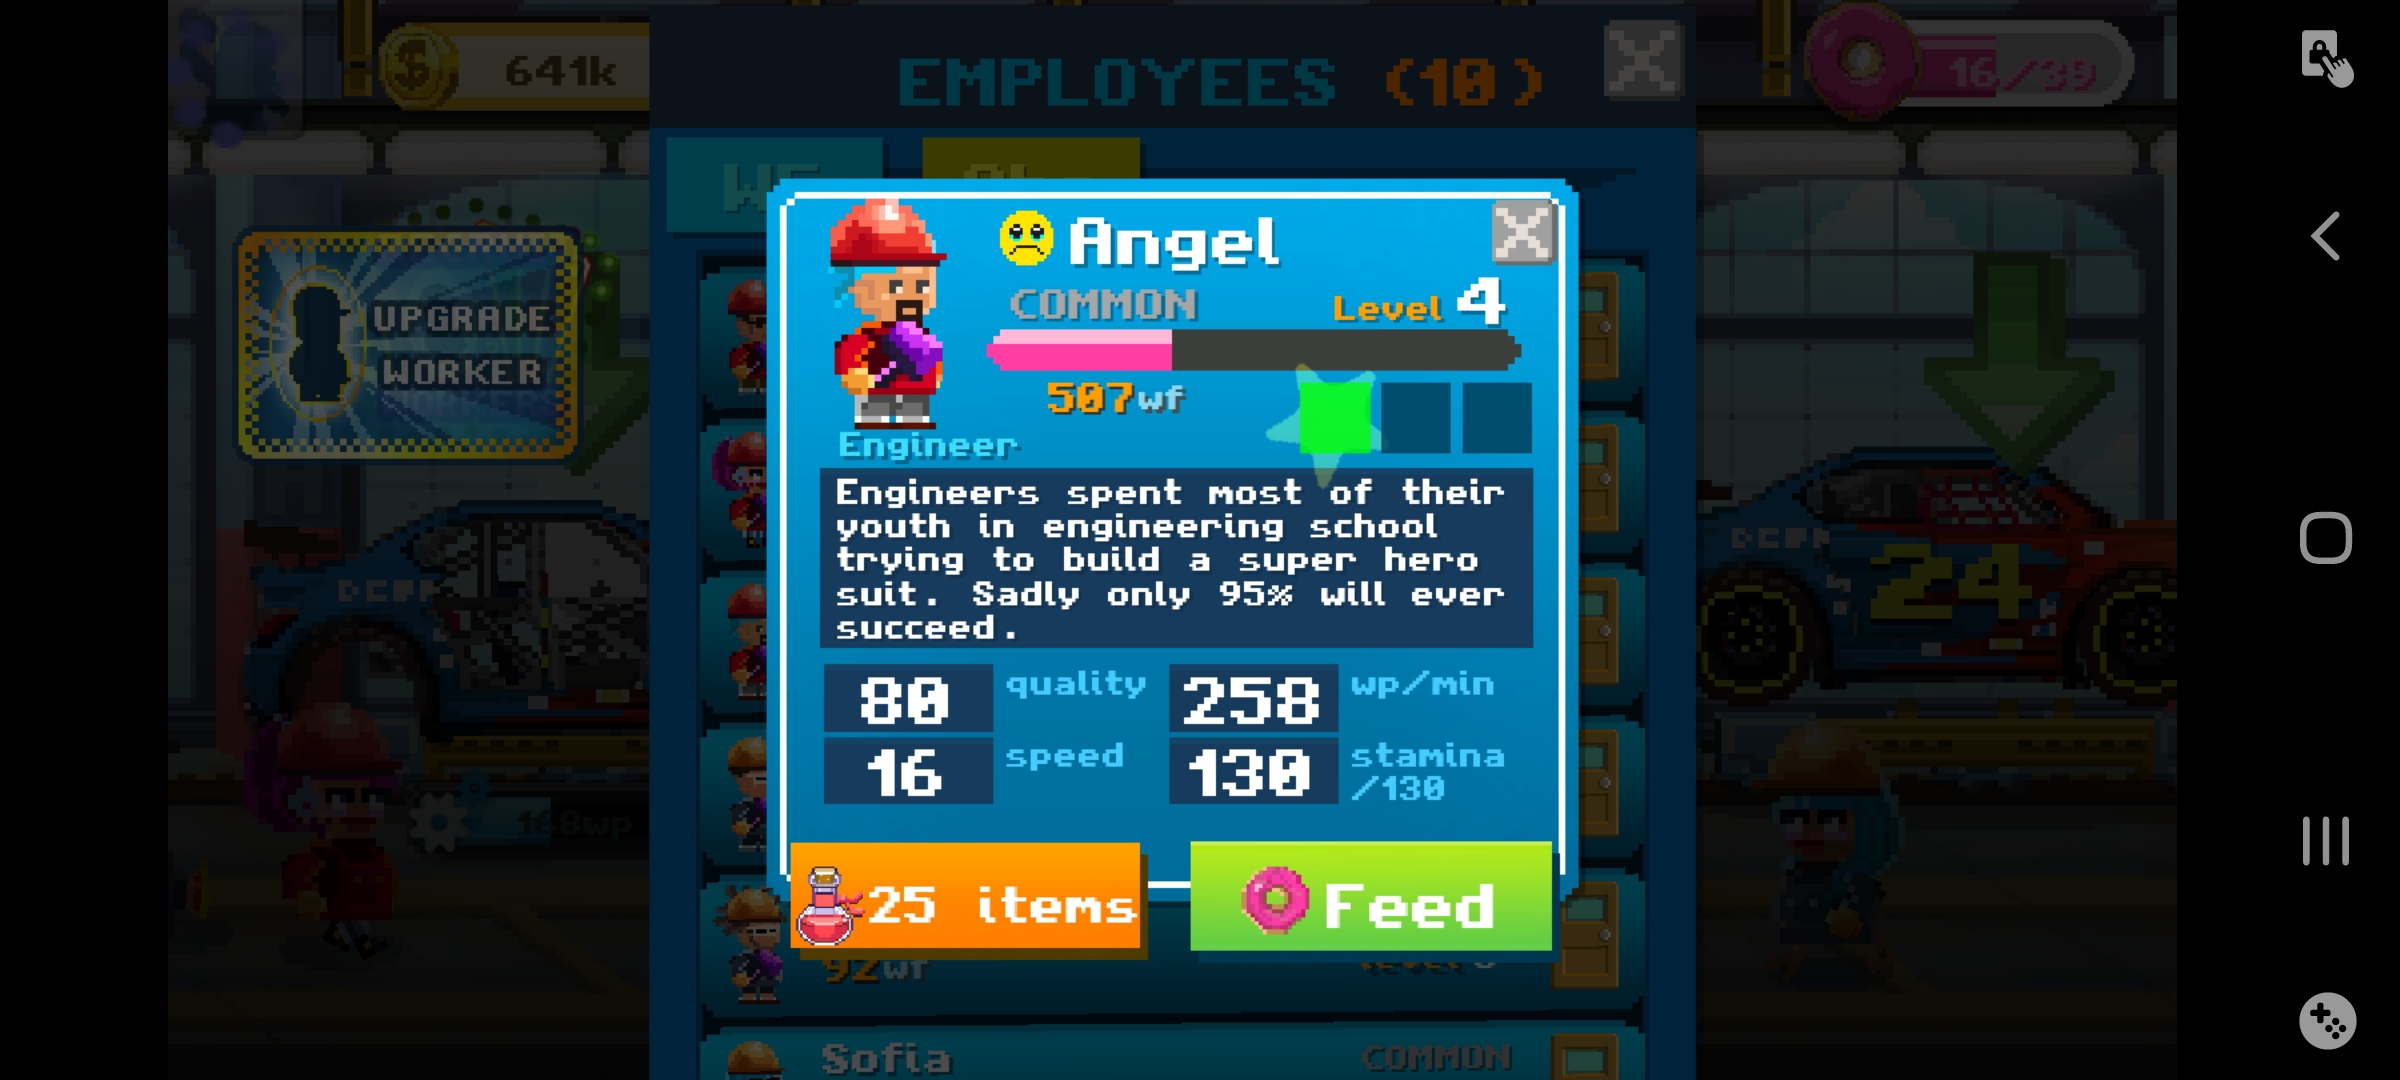 641k
EMPLOYEES (10)
16/39
UPGRADE
WORKER
Angel
COMMON
Level 4
507wf
Engineer
Engineers spent most of their
youth in engineering school
trying to build a super hero
suit. Sadly only 95% will ever
succeed.
80 quality
258 wp/min
16 speed
130 stamina
/130
25 items
Feed
168wp
24
92wf
Sofia
COMMON